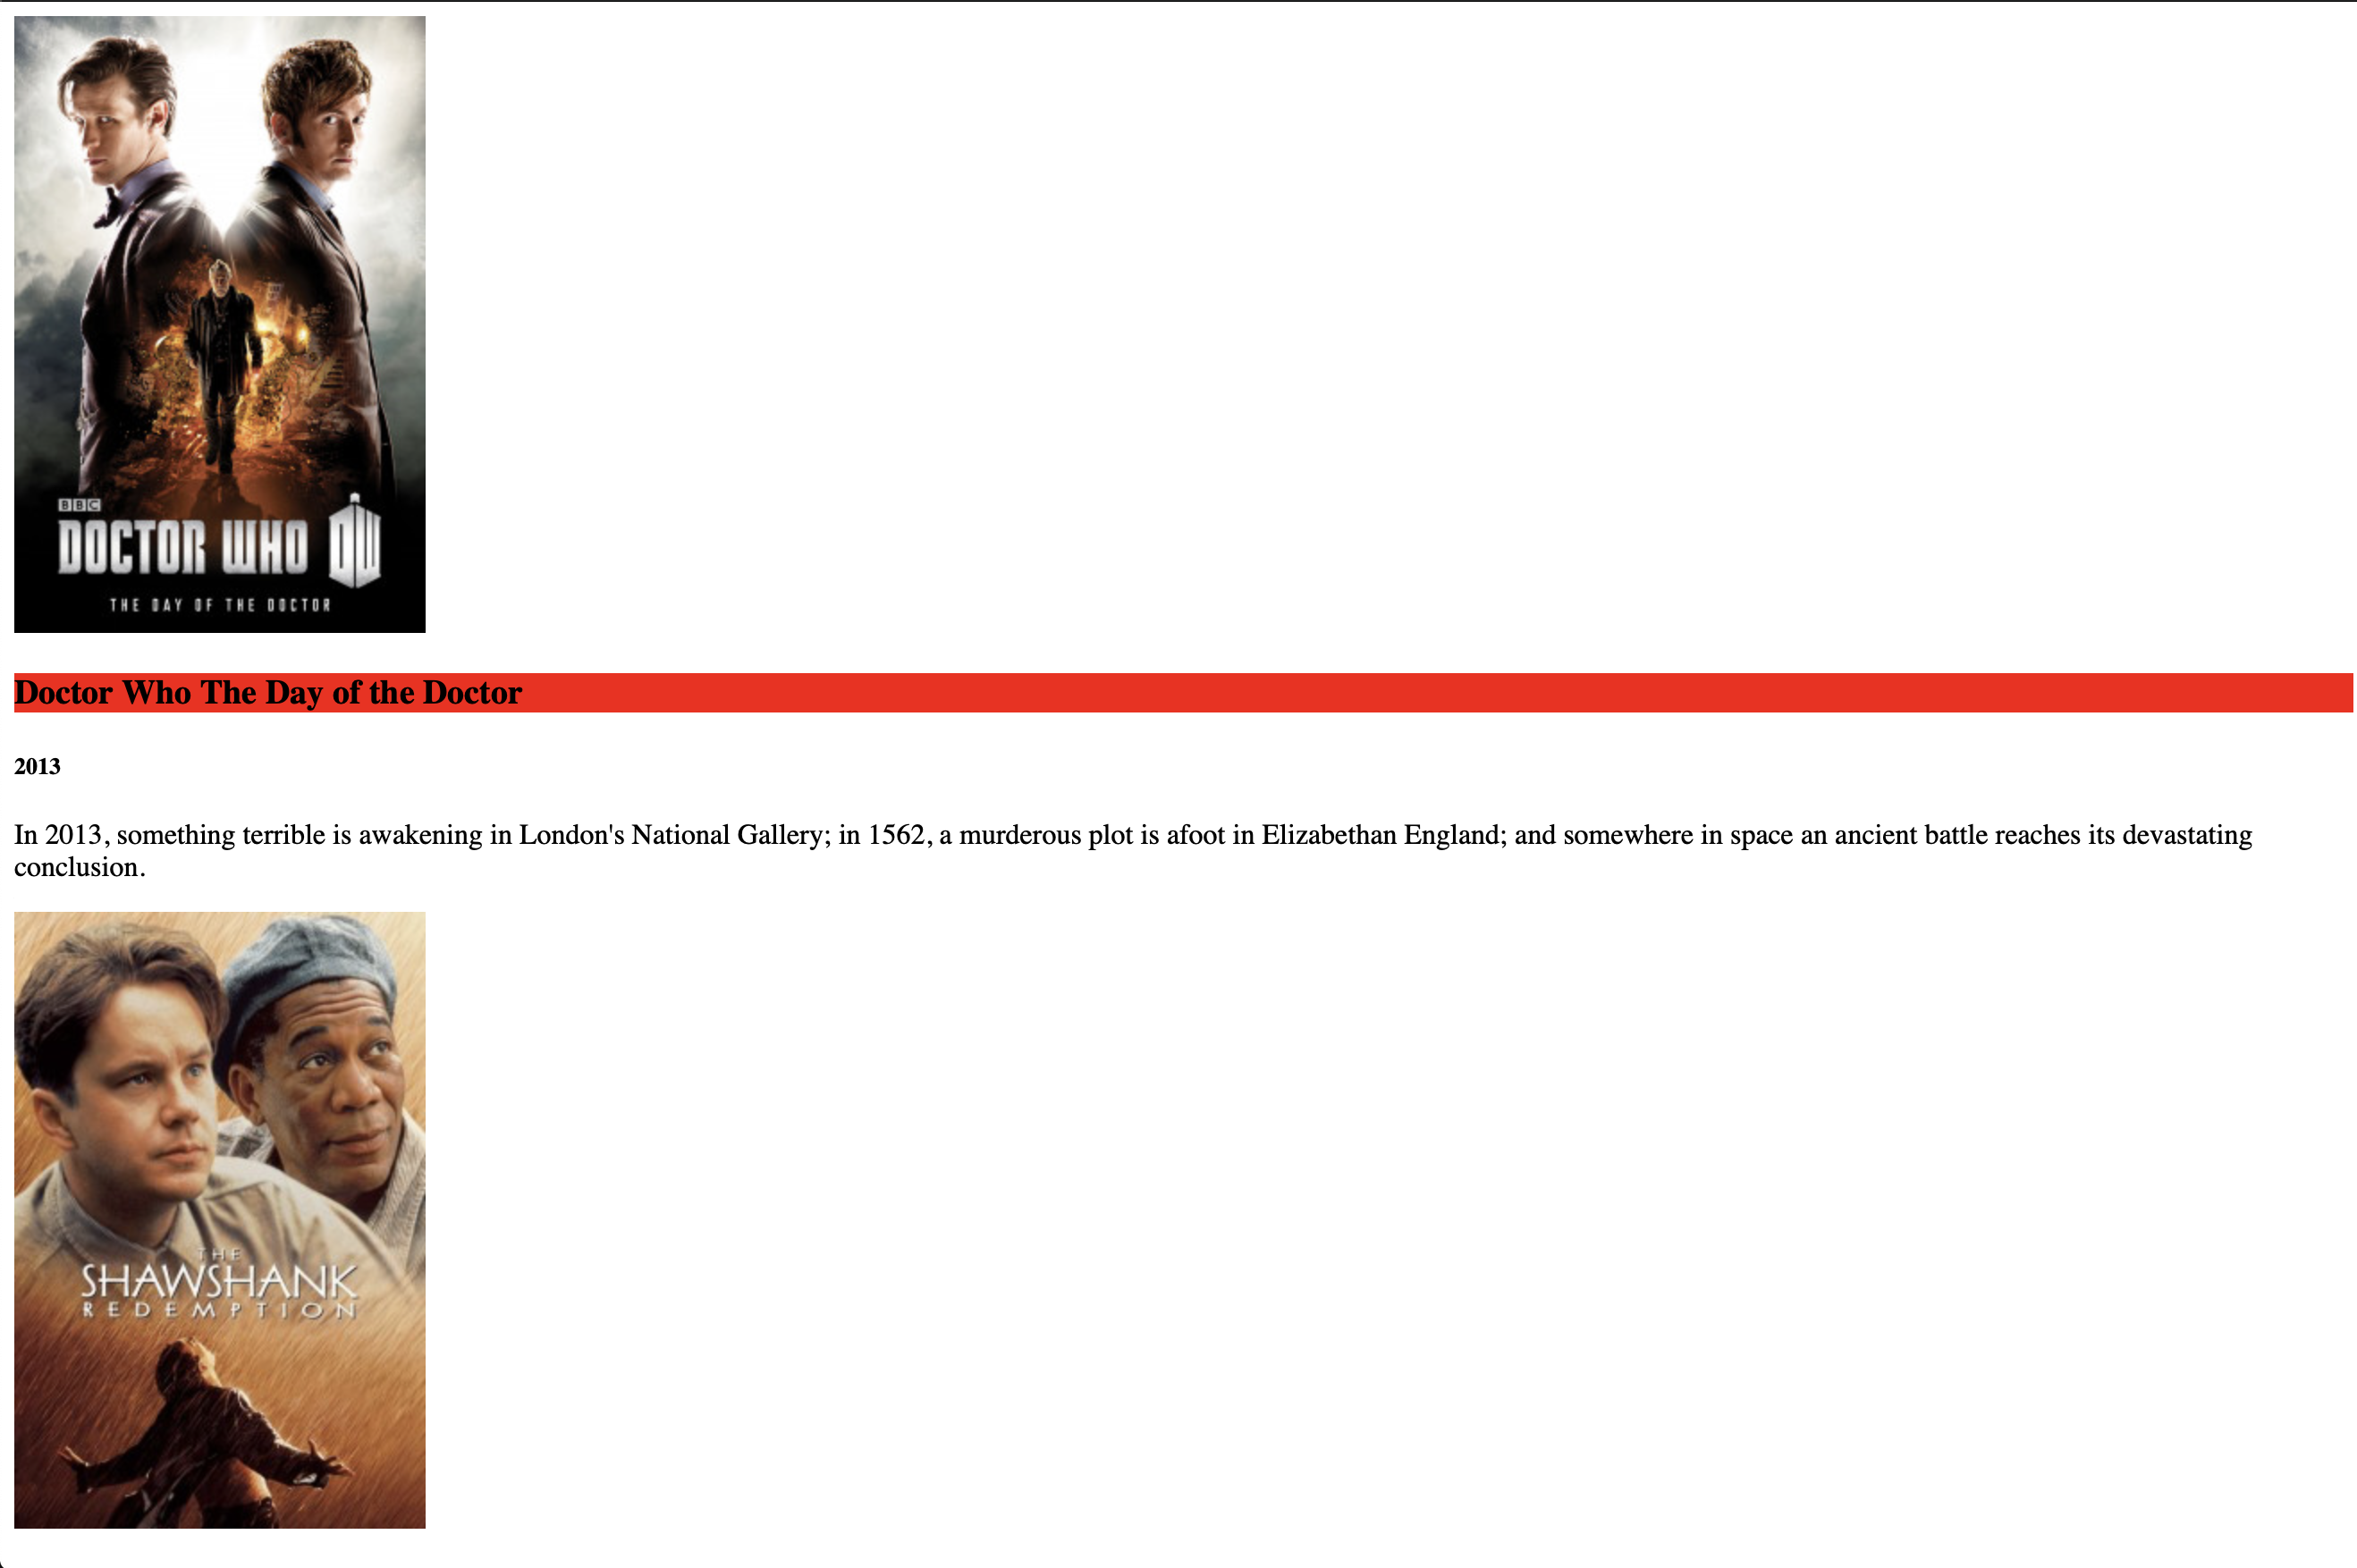 BBC
DOCTOR WHO DW
THE DAY OF THE DOCTOR
Doctor Who The Day of the Doctor
2013
In 2013, something terrible is awakening in London's National Gallery; in 1562, a murderous plot is afoot in Elizabethan England; and somewhere in space an ancient battle reaches its devastating
conclusion.
THE
SHAWSHANK
REDEMPTION